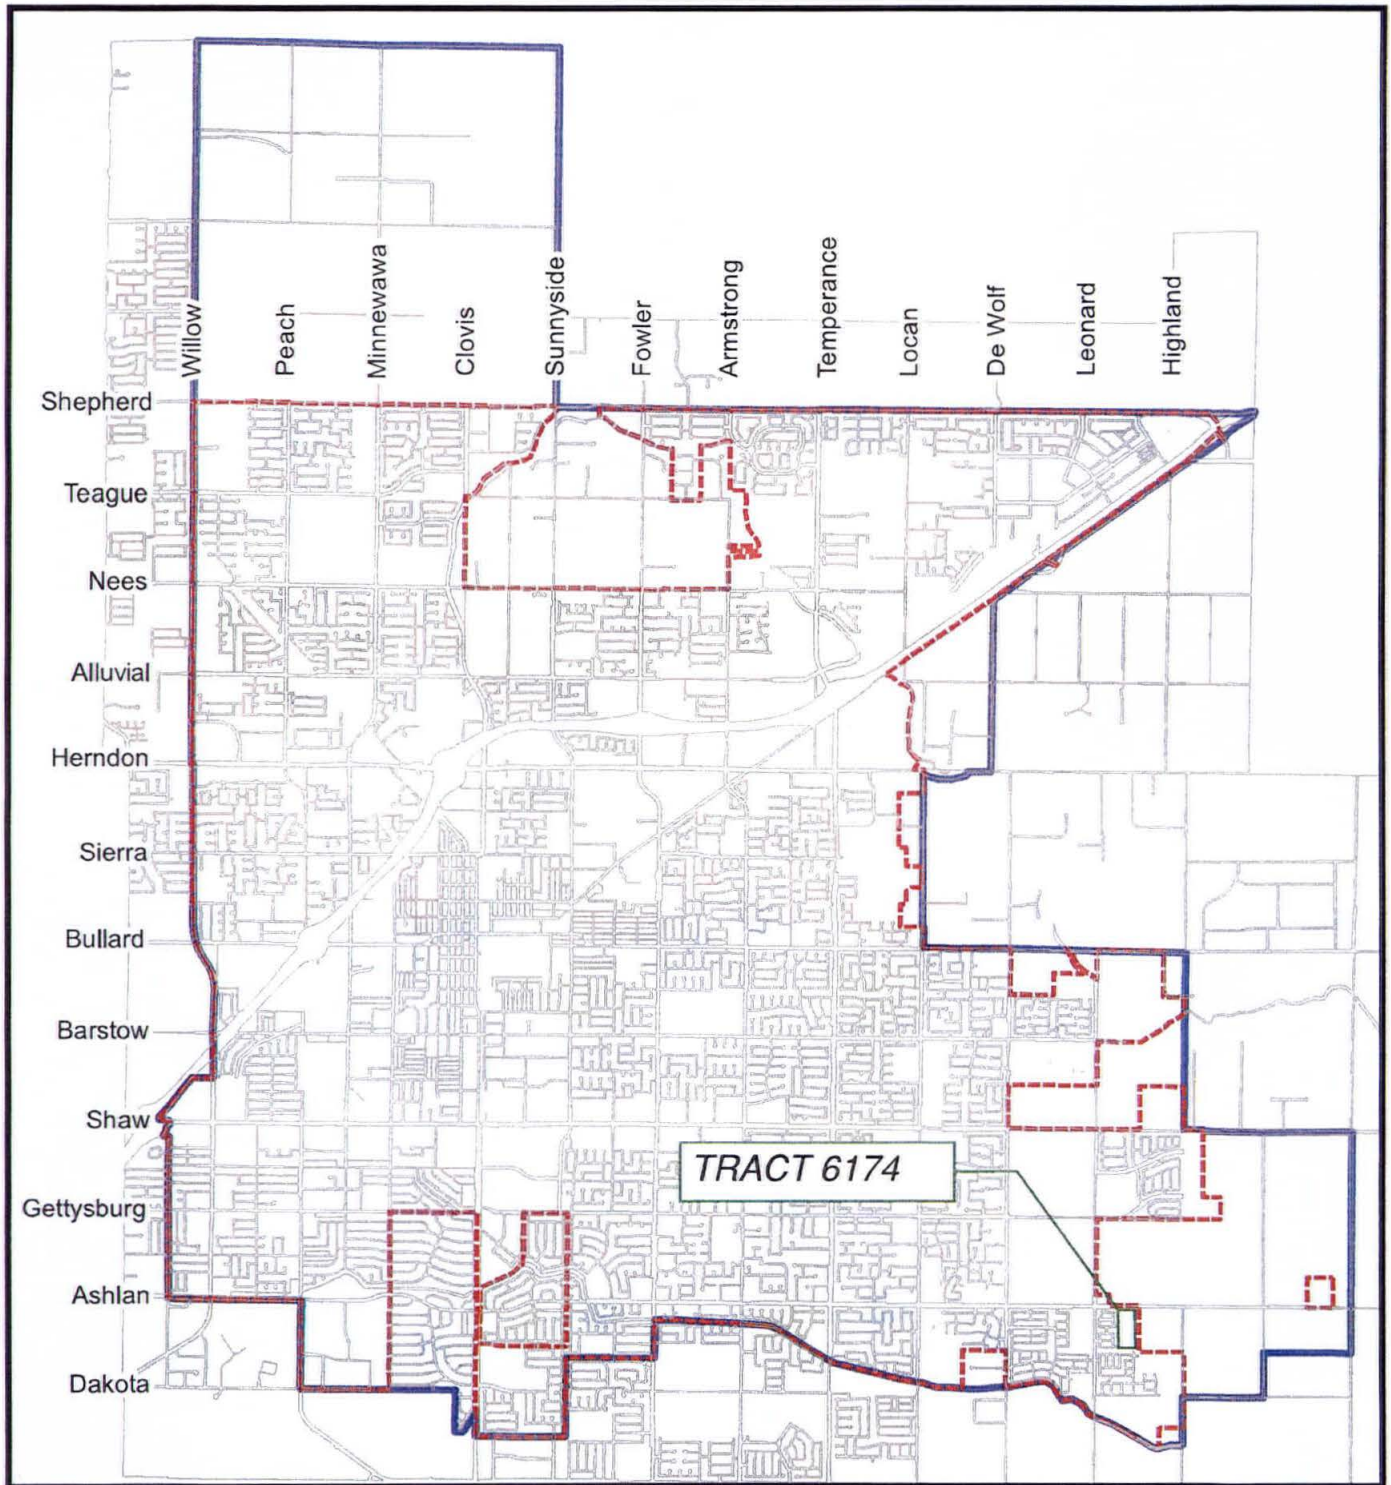 Willow
Peach
Minnewawa
Clovis
Sunnyside
Fowler
Armstrong
Temperance
Locan
De Wolf
Leonard
Highland
Shepherd
Teague
Nees
Alluvial
Herndon
Sierra
Bullard
Barstow
Shaw
TRACT 6174
Gettysburg
Ashlan
Dakota